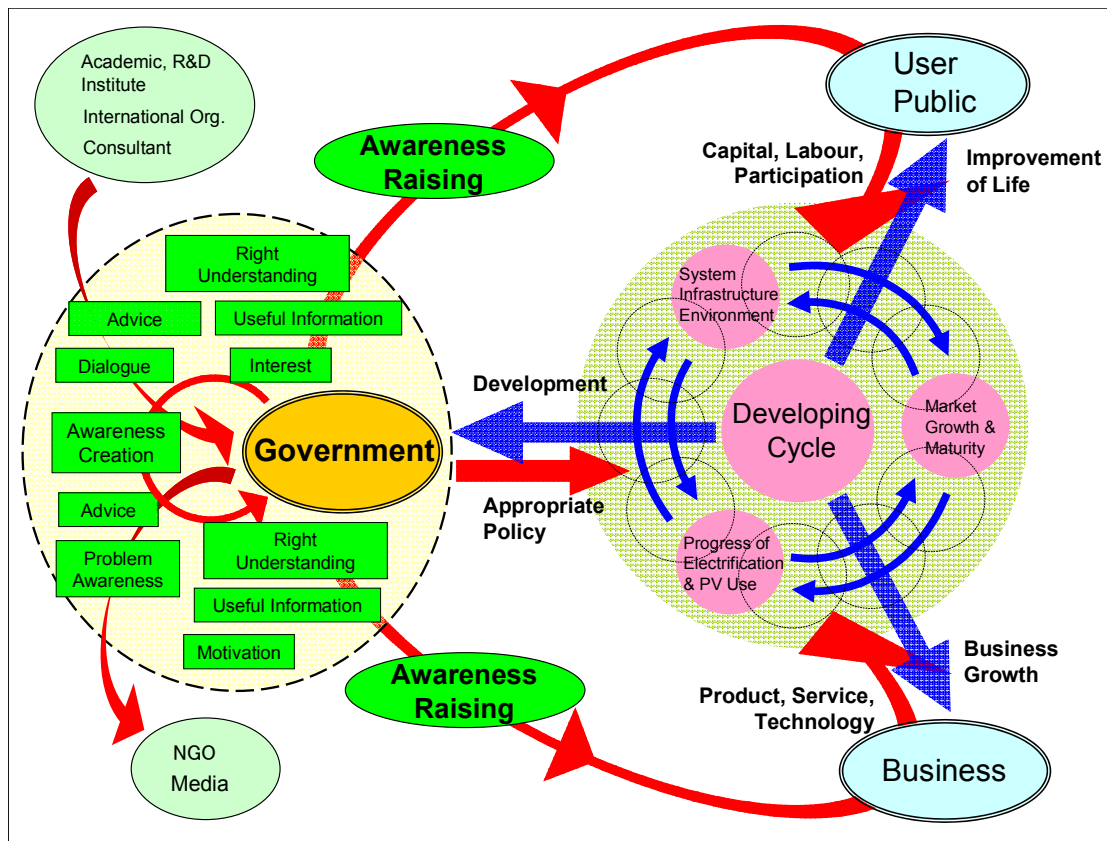 Academic, R&D
Institute
International Org.
Consultant
Awareness
Raising
User
Public
Capital, Labour,
Participation
Improvement
of Life
Right
Understanding
Advice
Useful Information
Dialogue
Interest
Awareness
Creation
Government
Advice
Problem
Awareness
Right
Understanding
Useful Information
Motivation
Development
Appropriate
Policy
System
Infrastructure
Environment
Developing
Cycle
Market
Growth &
Maturity
Progress of
Electrification
& PV Use
Awareness
Raising
Product, Service,
Technology
Business
Growth
NGO
Media
Business